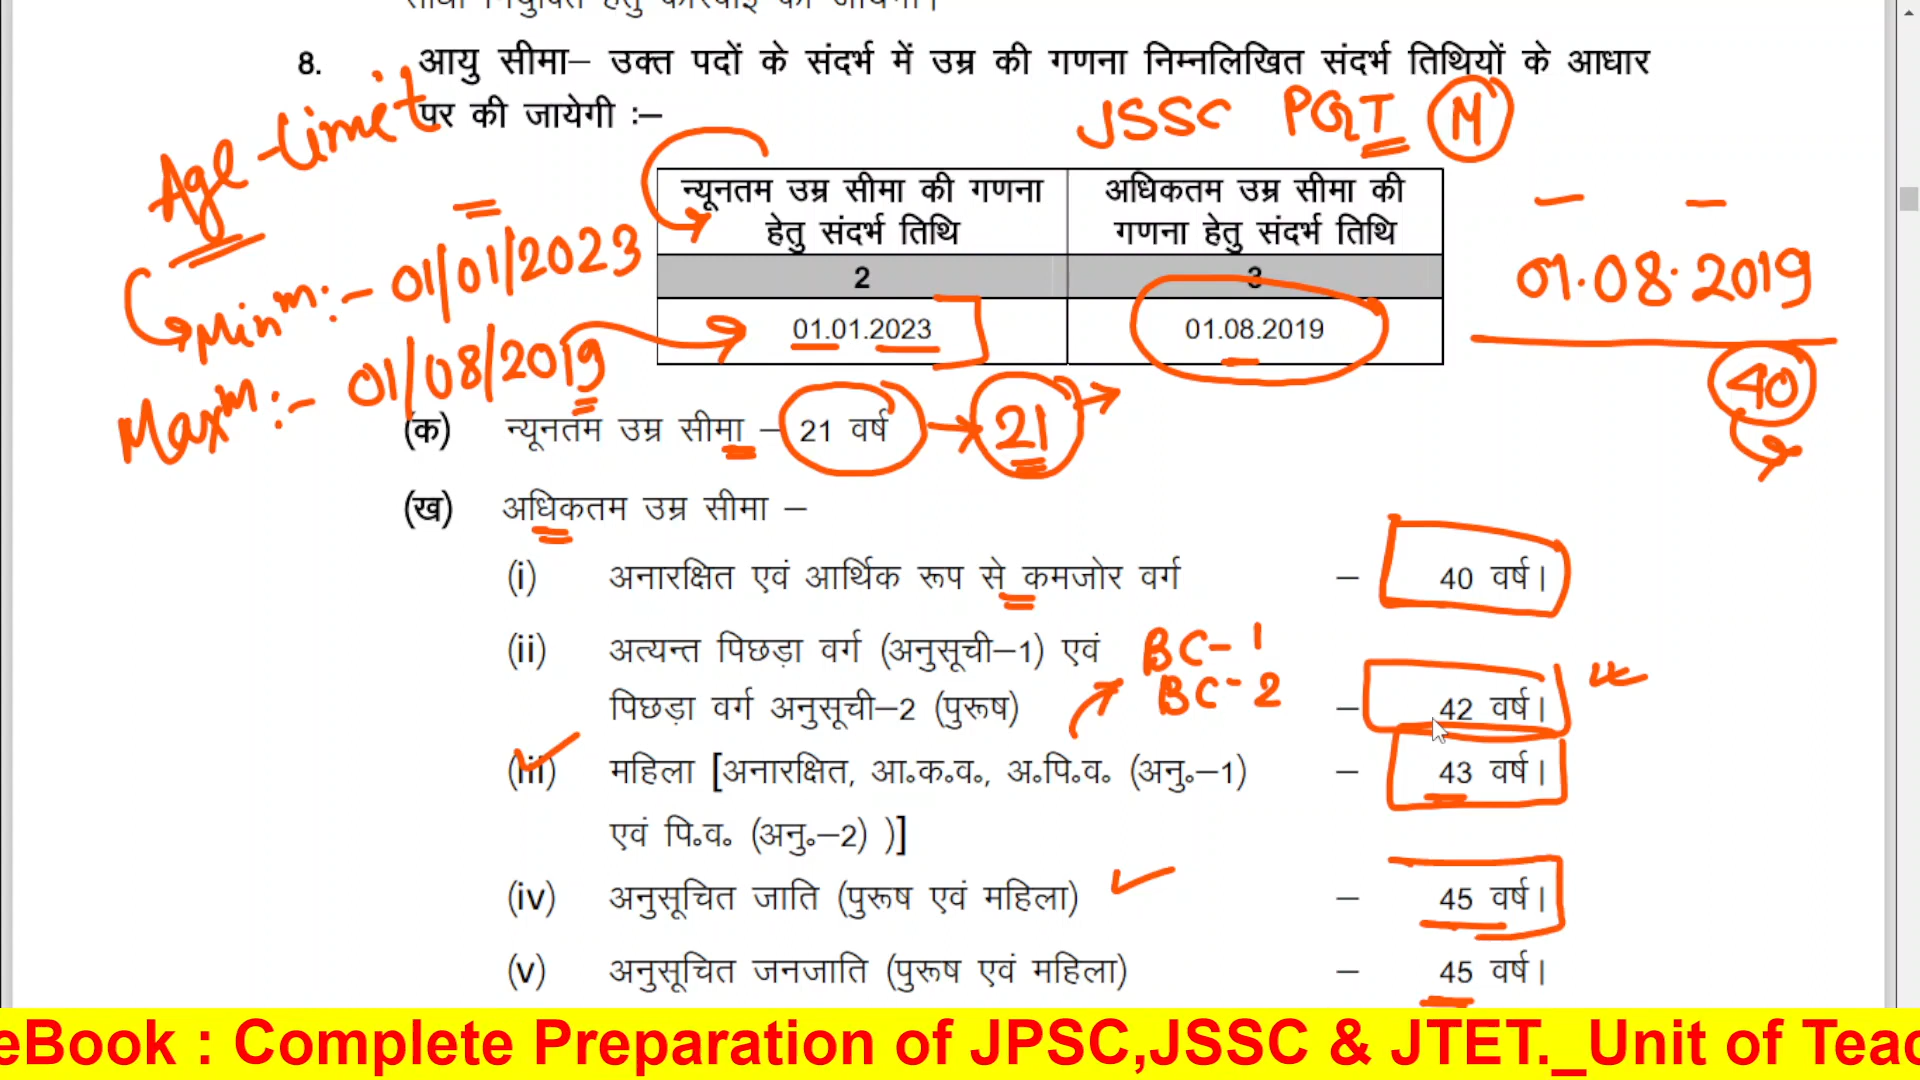 8. आयु सीमा– उक्त पदों के संदर्भ में उम्र की गणना निम्नलिखित संदर्भ तिथियों के आधार
पर की जायेगी :–
JSSC PGT M
Age-limit
न्यूनतम उम्र सीमा की गणना हेतु संदर्भ तिथि
अधिकतम उम्र सीमा की गणना हेतु संदर्भ तिथि
2 3
01.01.2023 01.08.2019
Minm:- 01/01/2023
Maxm:- 01/08/2019
01.08.2019
40
(क) न्यूनतम उम्र सीमा – 21 वर्ष 21
(ख) अधिकतम उम्र सीमा –
(i) अनारक्षित एवं आर्थिक रूप से कमजोर वर्ग – 40 वर्ष।
(ii) अत्यन्त पिछड़ा वर्ग (अनुसूची–1) एवं BC-1
पिछड़ा वर्ग अनुसूची–2 (पुरूष) BC-2 – 42 वर्ष।
(iii) महिला [अनारक्षित, आ॰क॰व॰, अ॰पि॰व॰ (अनु॰–1) – 43 वर्ष।
एवं पि॰व॰ (अनु॰–2) )]
(iv) अनुसूचित जाति (पुरूष एवं महिला) – 45 वर्ष।
(v) अनुसूचित जनजाति (पुरूष एवं महिला) – 45 वर्ष।
eBook : Complete Preparation of JPSC,JSSC & JTET._Unit of Teac